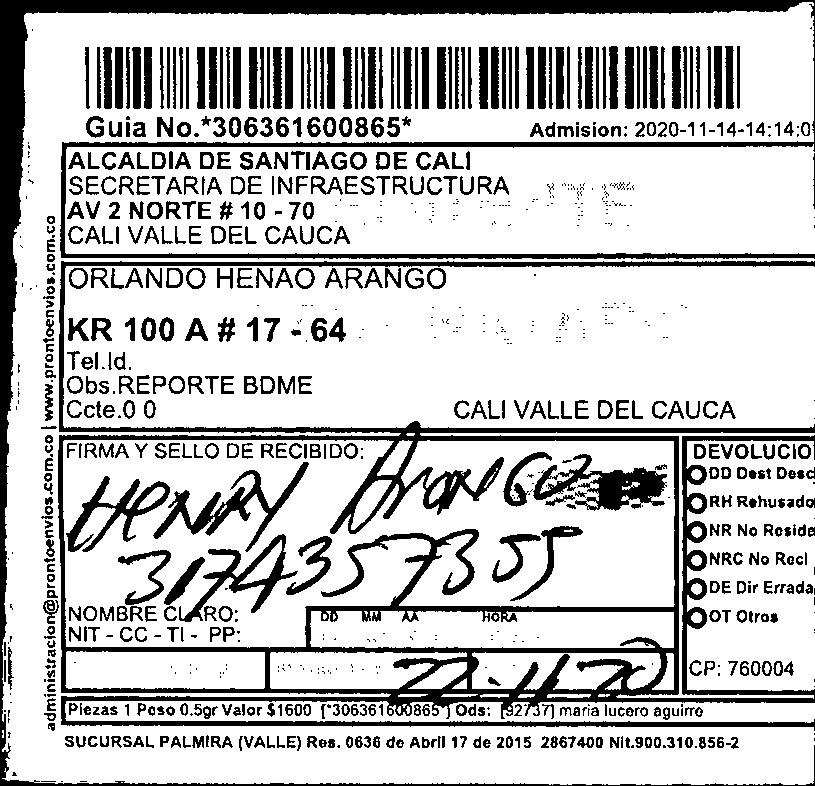 Guia No.*306361600865*
Admision: 2020-11-14-14:14:0
ALCALDIA DE SANTIAGO DE CALI
SECRETARIA DE INFRAESTRUCTURA
AV 2 NORTE # 10 - 70
CALI VALLE DEL CAUCA
ORLANDO HENAO ARANGO
KR 100 A # 17 - 64
Tel.Id.
Obs.REPORTE BDME
Ccte.0 0
CALI VALLE DEL CAUCA
administracion@prontoenvios.com.co | www.prontoenvios.com.co
FIRMA Y SELLO DE RECIBIDO:
HENRY ARANGO
3174357355
NOMBRE CLARO:
NIT - CC - TI - PP:
DD MM AA HORA
22-11-20
DEVOLUCIO
DD Dest Desc
RH Rehusado
NR No Reside
NRC No Recl
DE Dir Errada
OT Otros
CP: 760004
Piezas 1 Peso 0.5gr Valor $1600 [*306361600865*] Ods: [92737] maria lucero aguirre
SUCURSAL PALMIRA (VALLE) Res. 0636 de Abril 17 de 2015 2867400 Nit.900.310.856-2